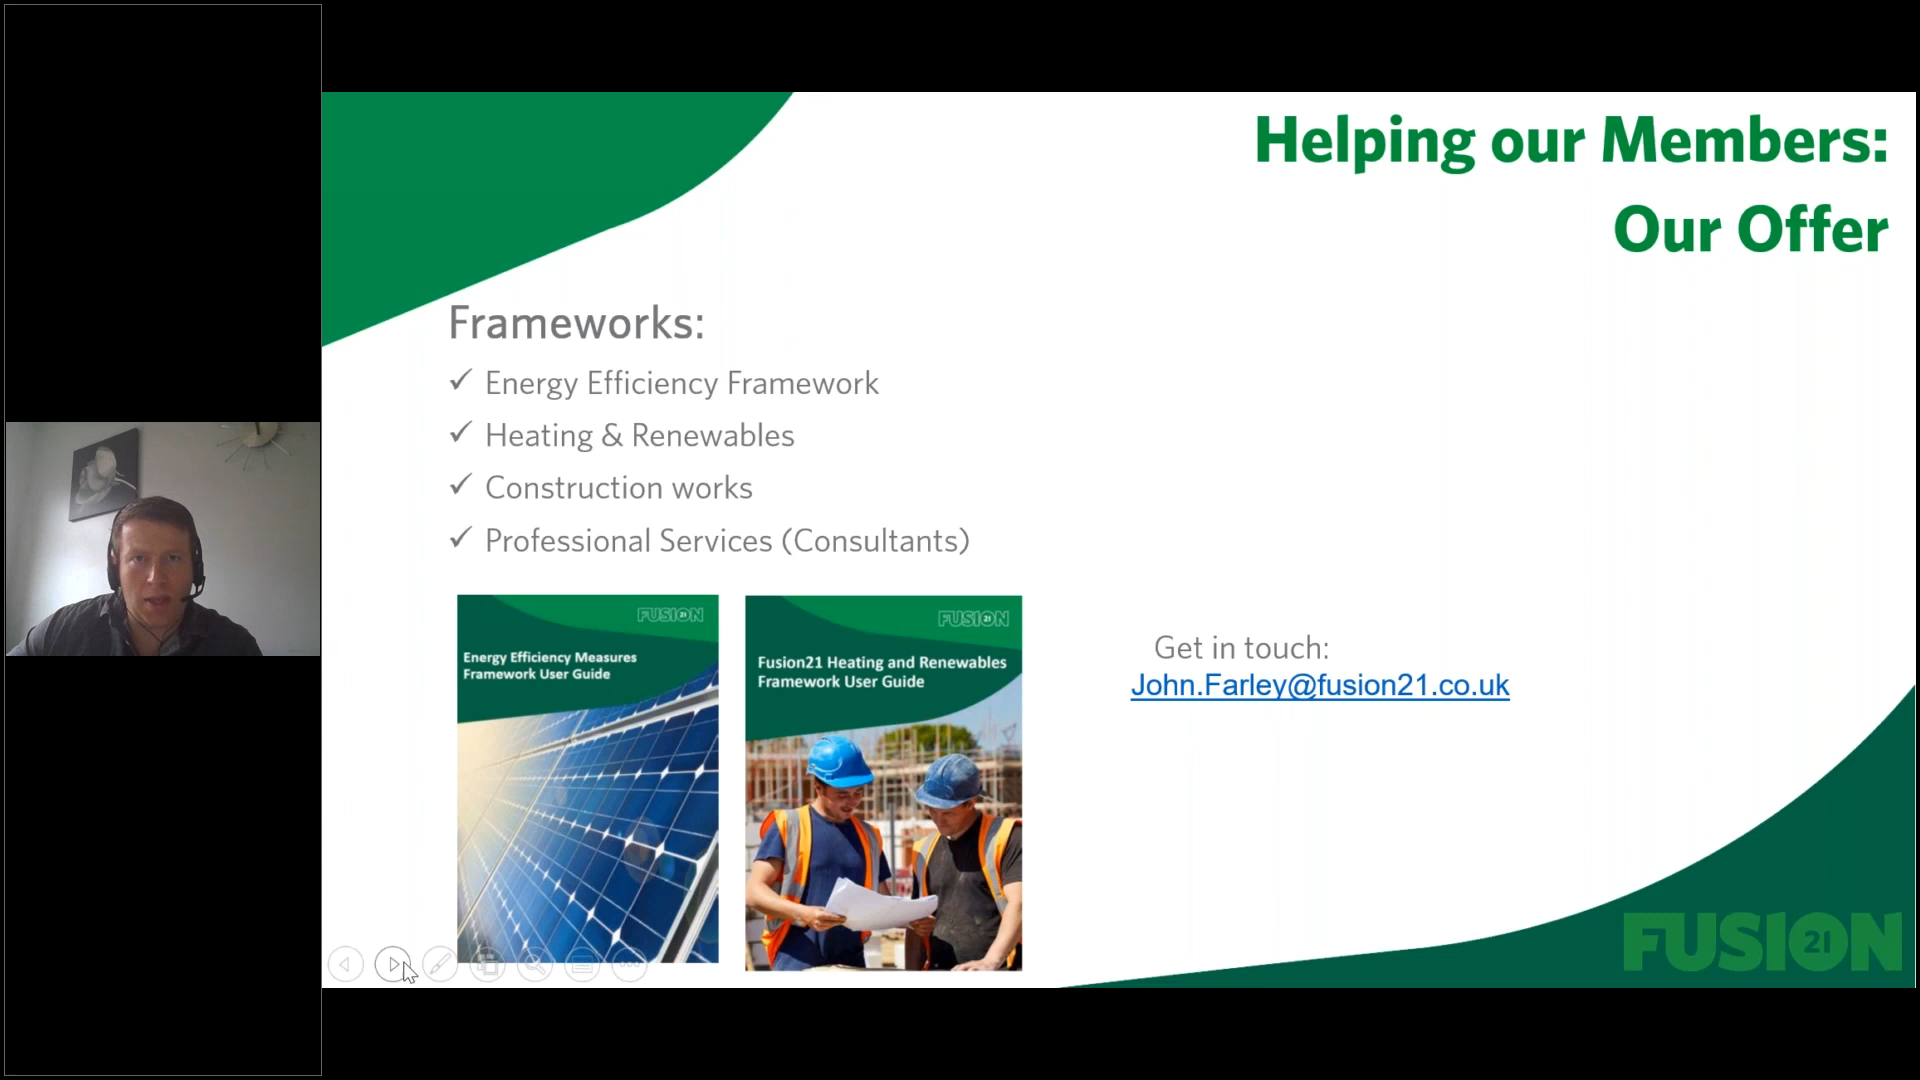 Helping our Members:
Our Offer
Frameworks:
✓ Energy Efficiency Framework
✓ Heating & Renewables
✓ Construction works
✓ Professional Services (Consultants)
FUSION 21
Energy Efficiency Measures
Framework User Guide
FUSION 21
Fusion21 Heating and Renewables
Framework User Guide
Get in touch:
John.Farley@fusion21.co.uk
FUSION 21